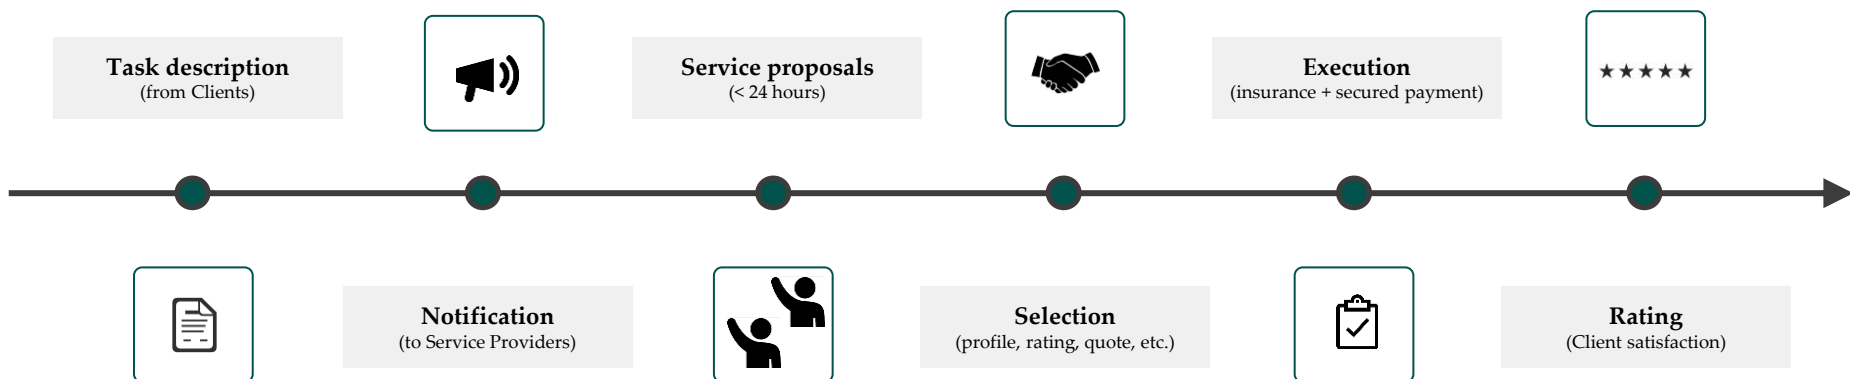 Task description
(from Clients)
Notification
(to Service Providers)
Service proposals
(< 24 hours)
Selection
(profile, rating, quote, etc.)
Execution
(insurance + secured payment)
Rating
(Client satisfaction)